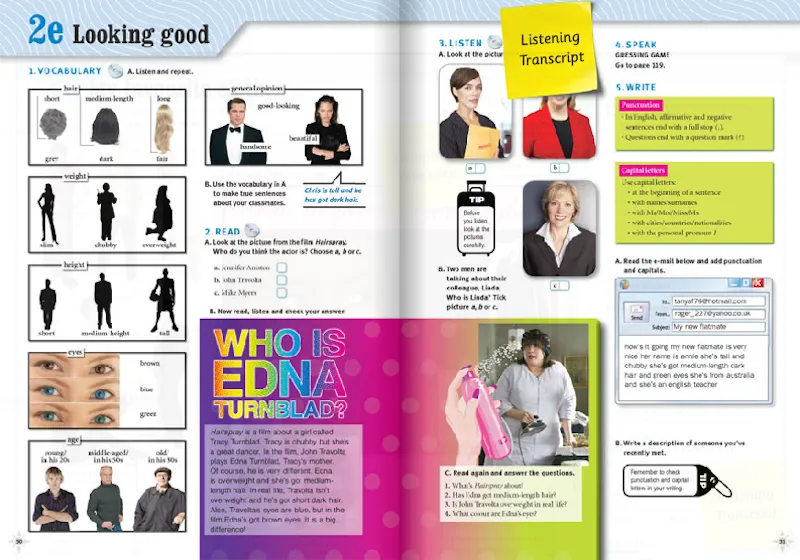 2e Looking good
1. VOCABULARY A. Listen and repeat.
hair
short medium-length long
grey dark fair
weight
slim chubby overweight
height
short medium-height tall
eyes
brown
blue
green
age
young/ middle-aged/ old/
in his 20s in his 50s in his 80s
30
general opinion
good-looking
beautiful
handsome
B. Use the vocabulary in A
to make true sentences
about your classmates.
Chris is tall and he
has got dark hair.
2. READ
A. Look at the picture from the film Hairspray.
Who do you think the actor is? Choose a, b or c.
a. Jennifer Aniston
b. John Travolta
c. Mike Myers
B. Now read, listen and check your answer.
WHO IS
EDNA
TURNBLAD?
Hairspray is a film about a girl called
Tracy Turnblad. Tracy is chubby but she's
a great dancer. In the film, John Travolta
plays Edna Turnblad, Tracy's mother.
Of course, he is very different. Edna
is overweight and she's got medium-
length hair. In real life, Travolta isn't
overweight and he's got short dark hair.
Also, Travolta's eyes are blue, but in the
film Edna's got brown eyes. It is a big
difference!
3. LISTEN
A. Look at the
Listening
Transcript
a
b
TIP
Before
you listen,
look at the
pictures
carefully.
c
B. Two men are
talking about their
colleague, Linda.
Who is Linda? Tick
picture a, b or c.
C. Read again and answer the questions.
1. What's Hairspray about?
2. Has Edna got medium-length hair?
3. Is John Travolta overweight in real life?
4. What colour are Edna's eyes?
4. SPEAK
GUESSING GAME
Go to page 119.
5. WRITE
Punctuation
- In English, affirmative and negative
sentences end with a full stop (.).
- Questions end with a question mark (?)
Capital letters
Use capital letters:
• at the beginning of a sentence
• with names/surnames
• with Mr/Mrs/Miss/Ms
• with cities/countries/nationalities
• with the personal pronoun I
A. Read the e-mail below and add punctuation
and capitals.
Send
To... tanyaf79@hotmail.com
From... roger_227@yahoo.co.uk
Subject: My new flatmate
how's it going my new flatmate is very
nice her name is annie she's tall and
chubby she's got medium-length dark
hair and green eyes she's from australia
and she's an english teacher
B. Write a description of someone you've
recently met.
Remember to check
punctuation and capital
letters in your writing.
TIP
31